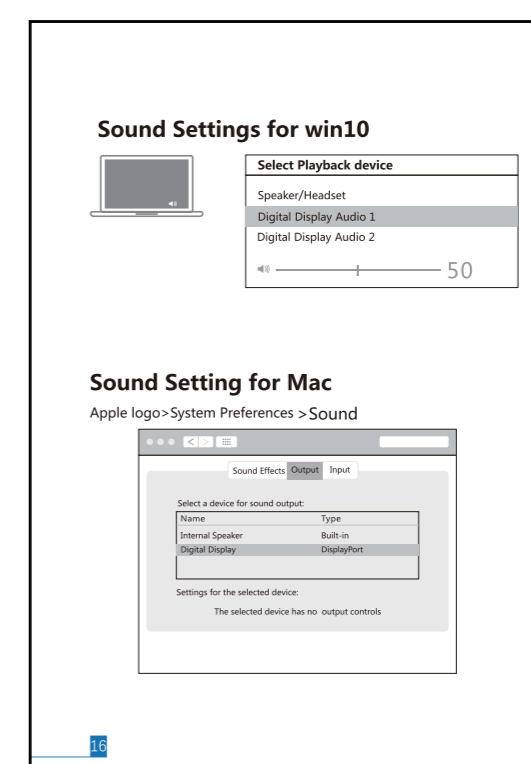 Sound Settings for win10
Select Playback device
Speaker/Headset
Digital Display Audio 1
Digital Display Audio 2
50
Sound Setting for Mac
Apple logo>System Preferences >Sound
< >
Sound Effects Output Input
Select a device for sound output:
Name Type
Internal Speaker Built-in
Digital Display DisplayPort
Settings for the selected device:
The selected device has no output controls
16